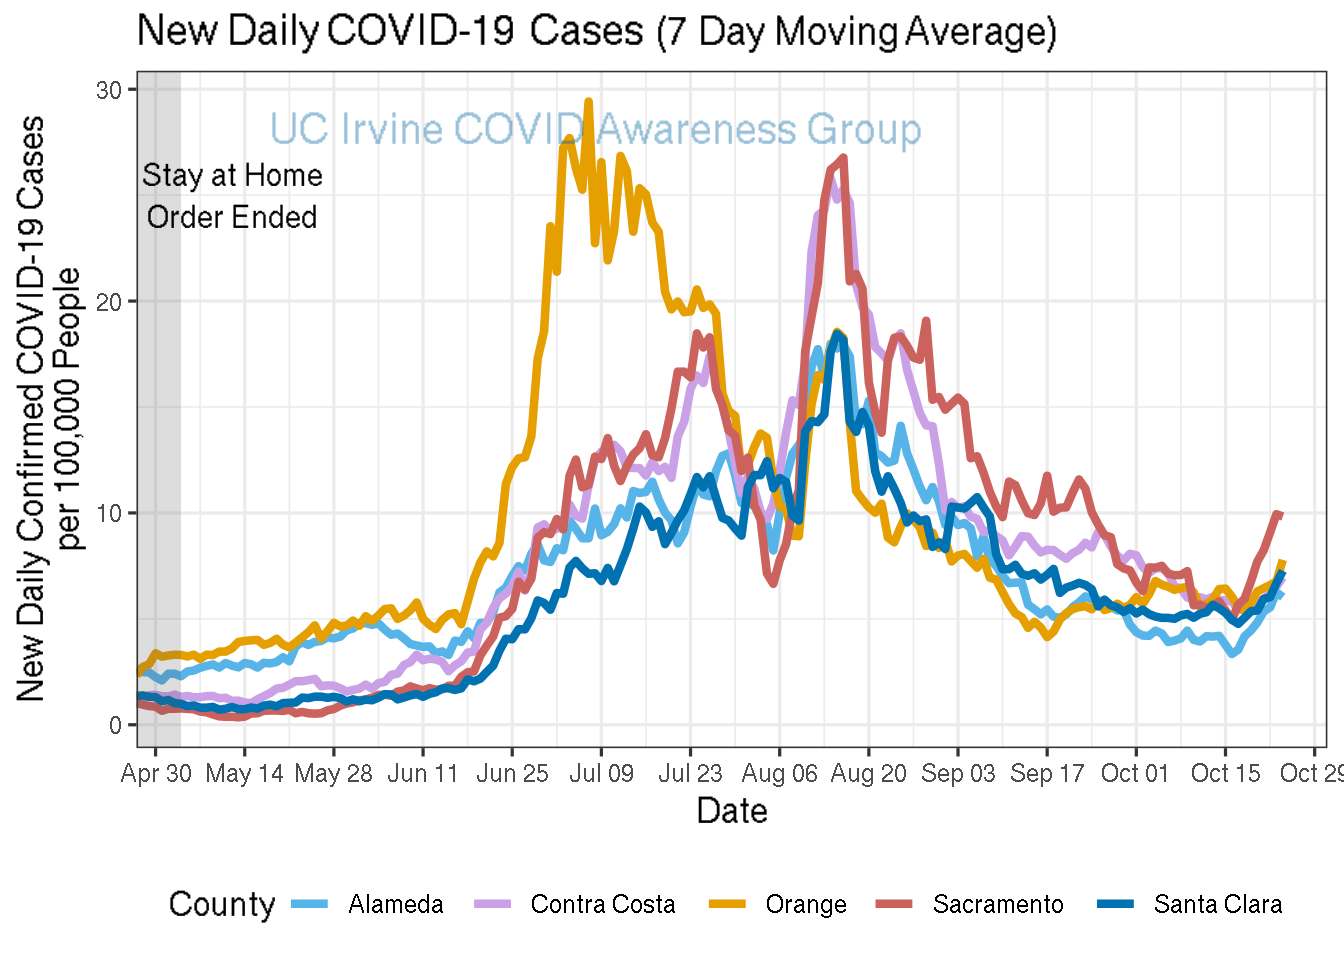 New Daily COVID-19 Cases (7 Day Moving Average)
UC Irvine COVID Awareness Group
Stay at Home
Order Ended
New Daily Confirmed COVID-19 Cases
per 100,000 People
30
20
10
0
Apr 30 May 14 May 28 Jun 11 Jun 25 Jul 09 Jul 23 Aug 06 Aug 20 Sep 03 Sep 17 Oct 01 Oct 15 Oct 29
Date
County Alameda Contra Costa Orange Sacramento Santa Clara